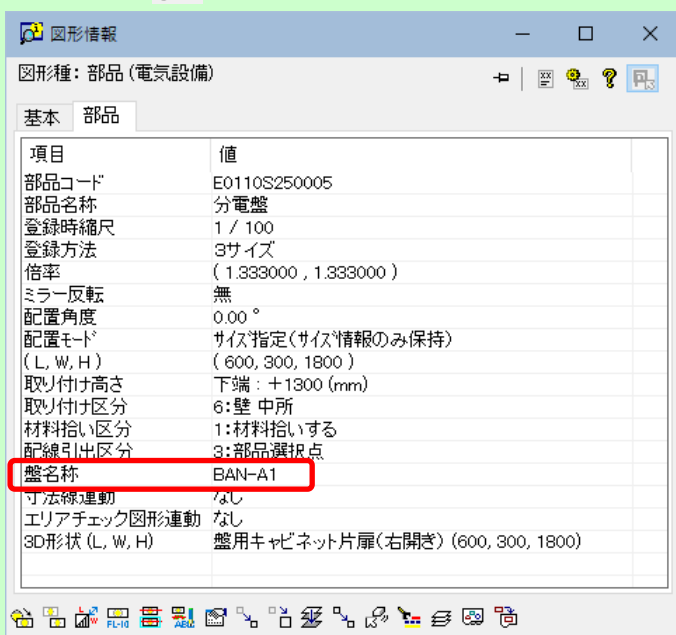 図形情報
図形種: 部品 (電気設備)
基本 部品
項目 値
部品コード E0110S250005
部品名称 分電盤
登録時縮尺 1 / 100
登録方法 3サイズ
倍率 ( 1.333000 , 1.333000 )
ミラー反転 無
配置角度 0.00 °
配置モード サイズ指定(サイズ情報のみ保持)
( L, W, H ) ( 600, 300, 1800 )
取り付け高さ 下端 : +1300 (mm)
取り付け区分 6:壁 中所
材料拾い区分 1:材料拾いする
配線引出区分 3:部品選択点
盤名称 BAN-A1
寸法線連動 なし
エリアチェック図形連動 なし
3D形状 (L, W, H) 盤用キャビネット片扉(右開き) (600, 300, 1800)